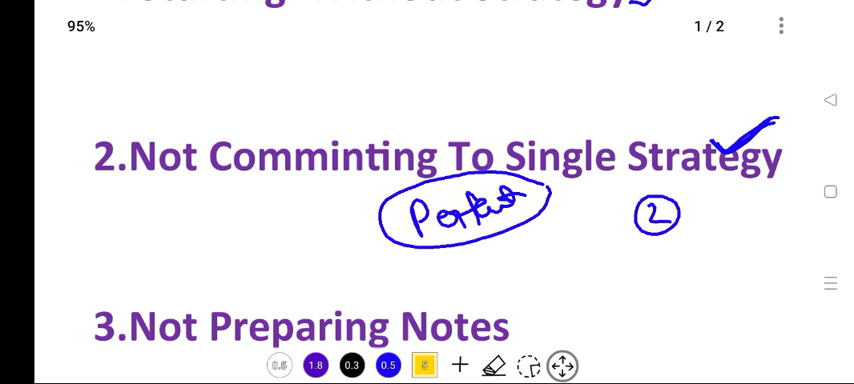 95%
1 / 2
2.Not Comminting To Single Strategy
Perfect
2
3.Not Preparing Notes
0.5 1.8 0.3 0.5 5